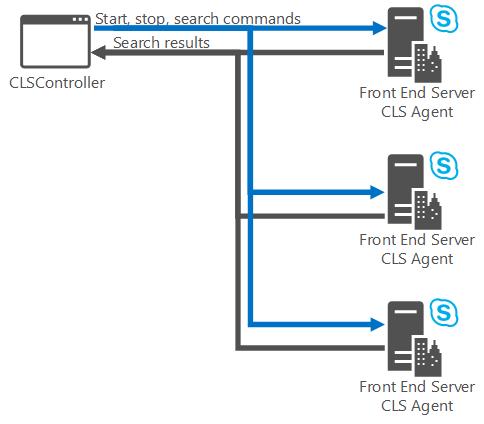 Start, stop, search commands
Search results
CLSController
Front End Server
CLS Agent
Front End Server
CLS Agent
Front End Server
CLS Agent